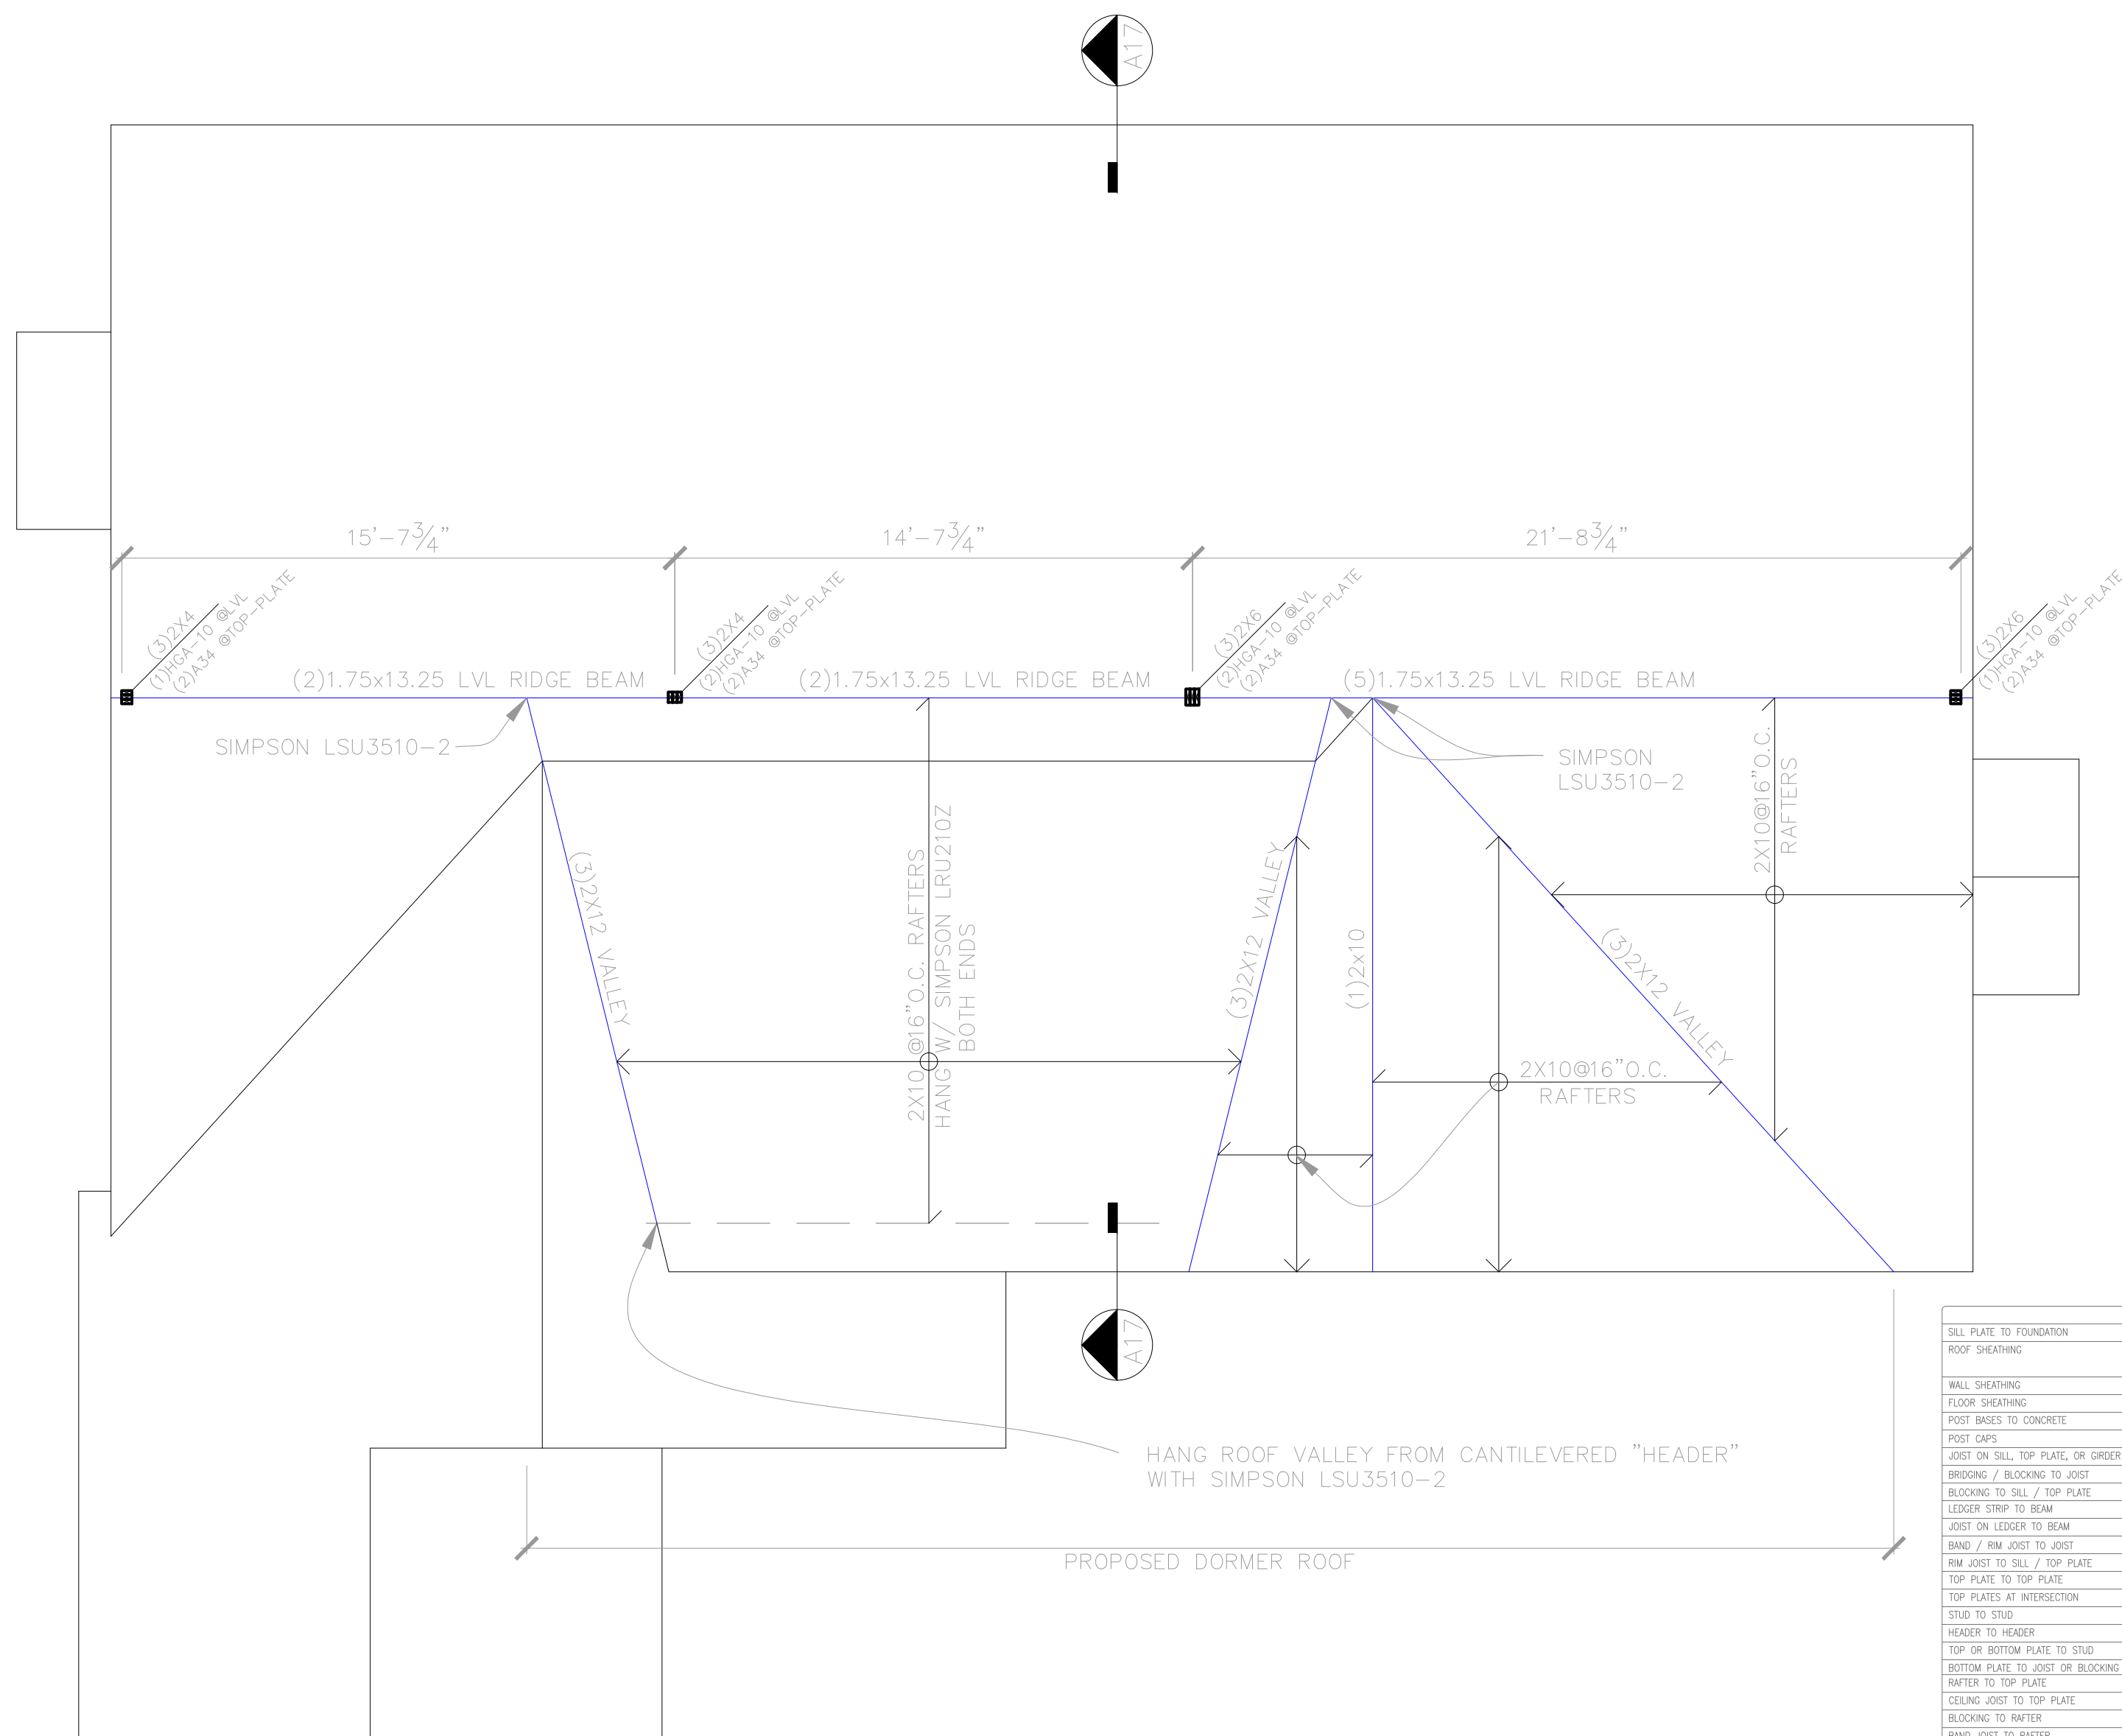 A17
15'-7 3/4"
14'-7 3/4"
21'-8 3/4"
(3)2X4
(1)HGA-10 @LVL
(2)A34 @TOP-PLATE
(3)2X4
(2)HGA-10 @LVL
(2)A34 @TOP-PLATE
(3)2X6
(2)HGA-10 @LVL
(2)A34 @TOP-PLATE
(3)2X6
(1)HGA-10 @LVL
(2)A34 @TOP-PLATE
(2)1.75x13.25 LVL RIDGE BEAM
(2)1.75x13.25 LVL RIDGE BEAM
(5)1.75x13.25 LVL RIDGE BEAM
SIMPSON LSU3510-2
SIMPSON
LSU3510-2
2X10@16"O.C.
RAFTERS
(3)2X12 VALLEY
2X10@16"O.C. RAFTERS
HANG W/ SIMPSON LRU210Z
BOTH ENDS
(3)2X12 VALLEY
(1)2x10
(3)2X12 VALLEY
2X10@16"O.C.
RAFTERS
A17
HANG ROOF VALLEY FROM CANTILEVERED "HEADER"
WITH SIMPSON LSU3510-2
PROPOSED DORMER ROOF
SILL PLATE TO FOUNDATION
ROOF SHEATHING
WALL SHEATHING
FLOOR SHEATHING
POST BASES TO CONCRETE
POST CAPS
JOIST ON SILL, TOP PLATE, OR GIRDER
BRIDGING / BLOCKING TO JOIST
BLOCKING TO SILL / TOP PLATE
LEDGER STRIP TO BEAM
JOIST ON LEDGER TO BEAM
BAND / RIM JOIST TO JOIST
RIM JOIST TO SILL / TOP PLATE
TOP PLATE TO TOP PLATE
TOP PLATES AT INTERSECTION
STUD TO STUD
HEADER TO HEADER
TOP OR BOTTOM PLATE TO STUD
BOTTOM PLATE TO JOIST OR BLOCKING
RAFTER TO TOP PLATE
CEILING JOIST TO TOP PLATE
BLOCKING TO RAFTER
BAND JOIST TO RAFTER